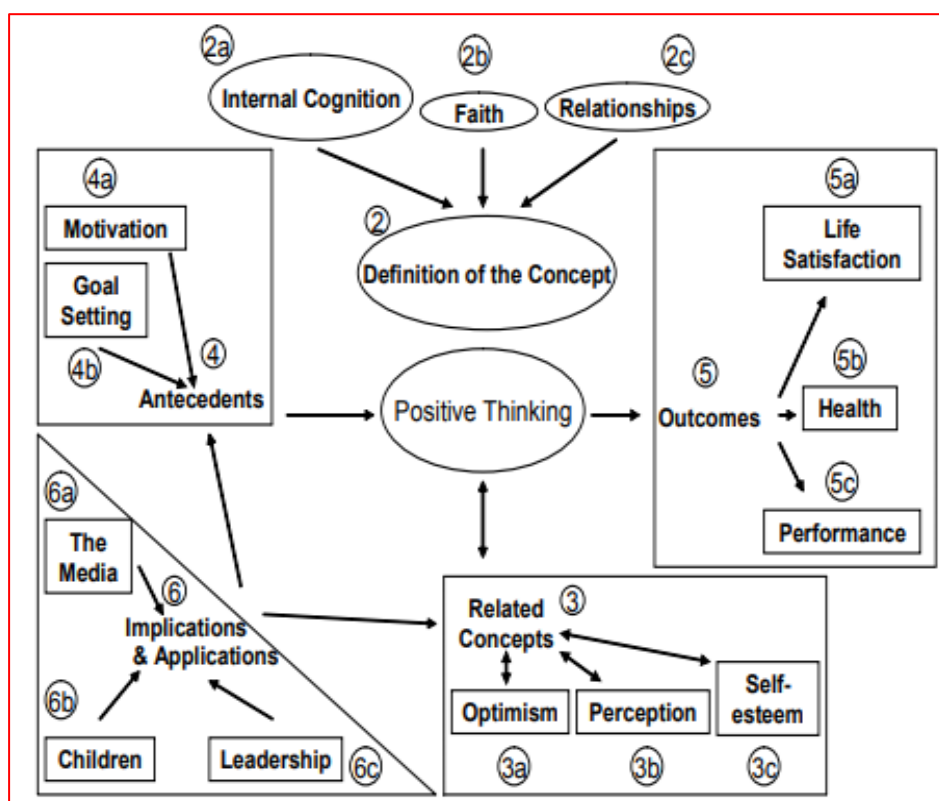 2a
2b
2c
Internal Cognition
Faith
Relationships
4a
Motivation
Goal
Setting
4b
4
Antecedents
2
Definition of the Concept
Positive Thinking
5a
Life
Satisfaction
5
Outcomes
5b
Health
5c
Performance
6a
The
Media
6
Implications
& Applications
6b
Children
Leadership
6c
Related
Concepts
3
Optimism
Perception
Self-
esteem
3a
3b
3c